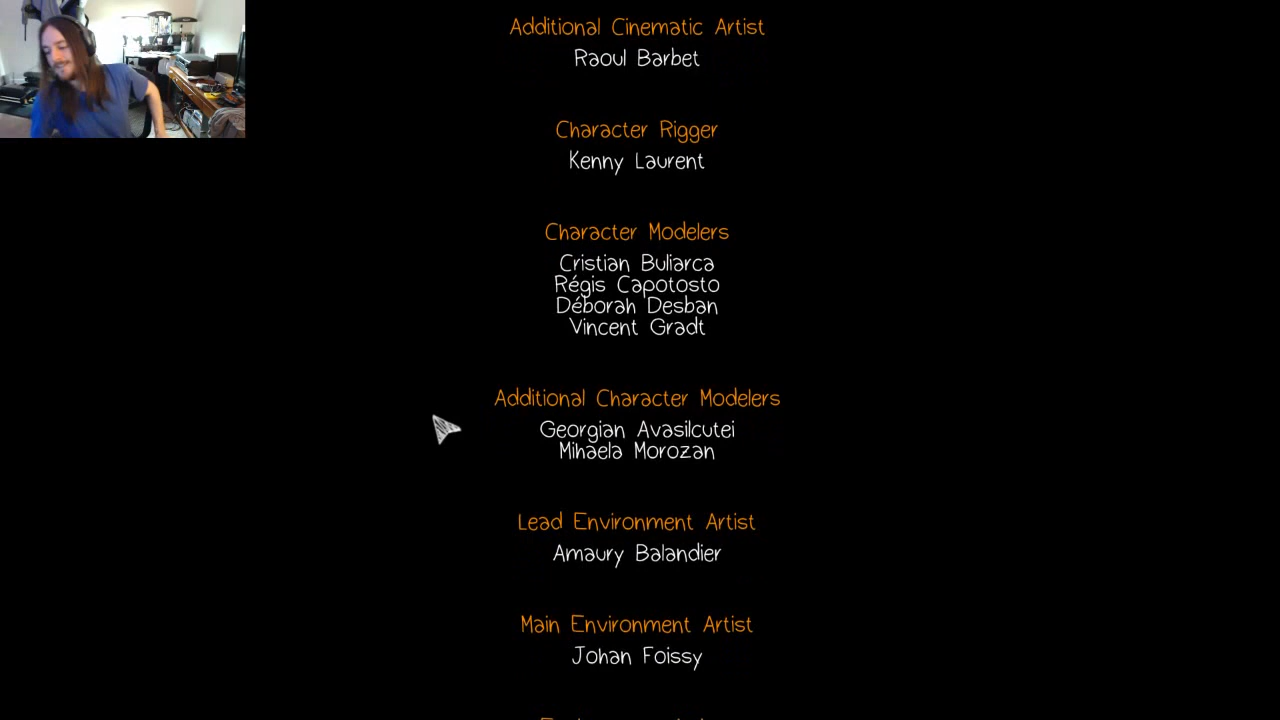 Additional Cinematic Artist
Raoul Barbet
Character Rigger
Kenny Laurent
Character Modelers
Cristian Buliarca
Régis Capotosto
Déborah Desban
Vincent Gradt
Additional Character Modelers
Georgian Avasilcutei
Mihaela Morozan
Lead Environment Artist
Amaury Balandier
Main Environment Artist
Johan Foissy